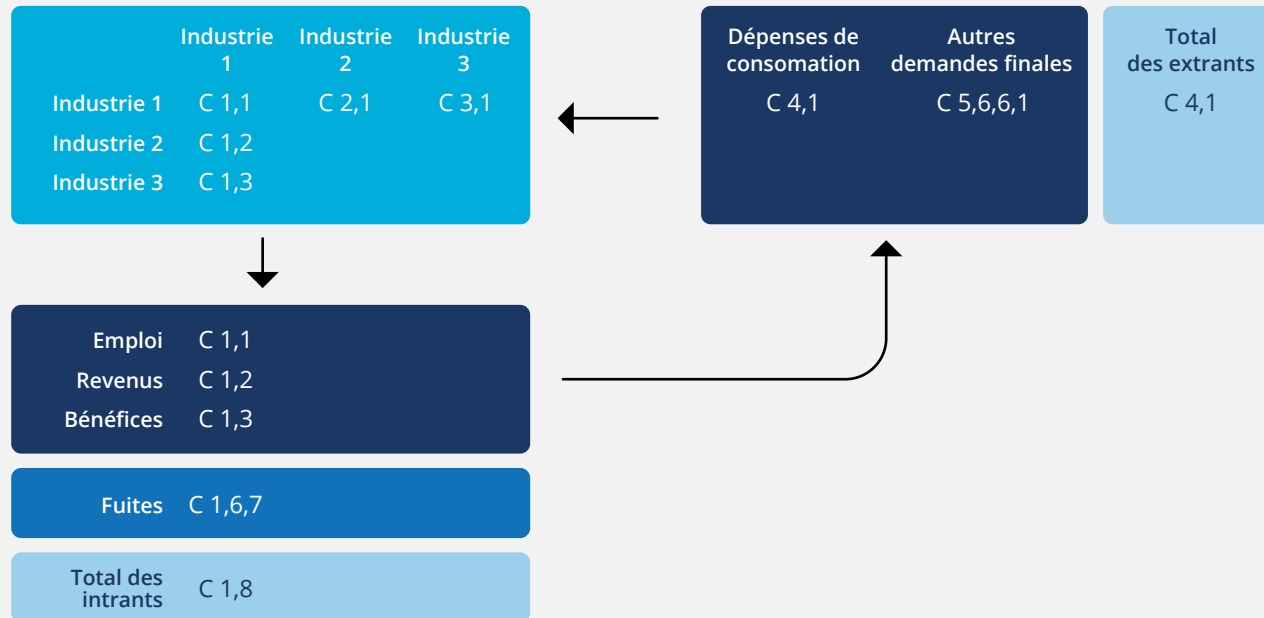 Industrie 1 Industrie 2 Industrie 3
Industrie 1 C 1,1 C 2,1 C 3,1
Industrie 2 C 1,2
Industrie 3 C 1,3
Dépenses de consomation Autres demandes finales
C 4,1 C 5,6,6,1
Total
des extrants
C 4,1
Emploi C 1,1
Revenus C 1,2
Bénéfices C 1,3
Fuites C 1,6,7
Total des
intrants C 1,8